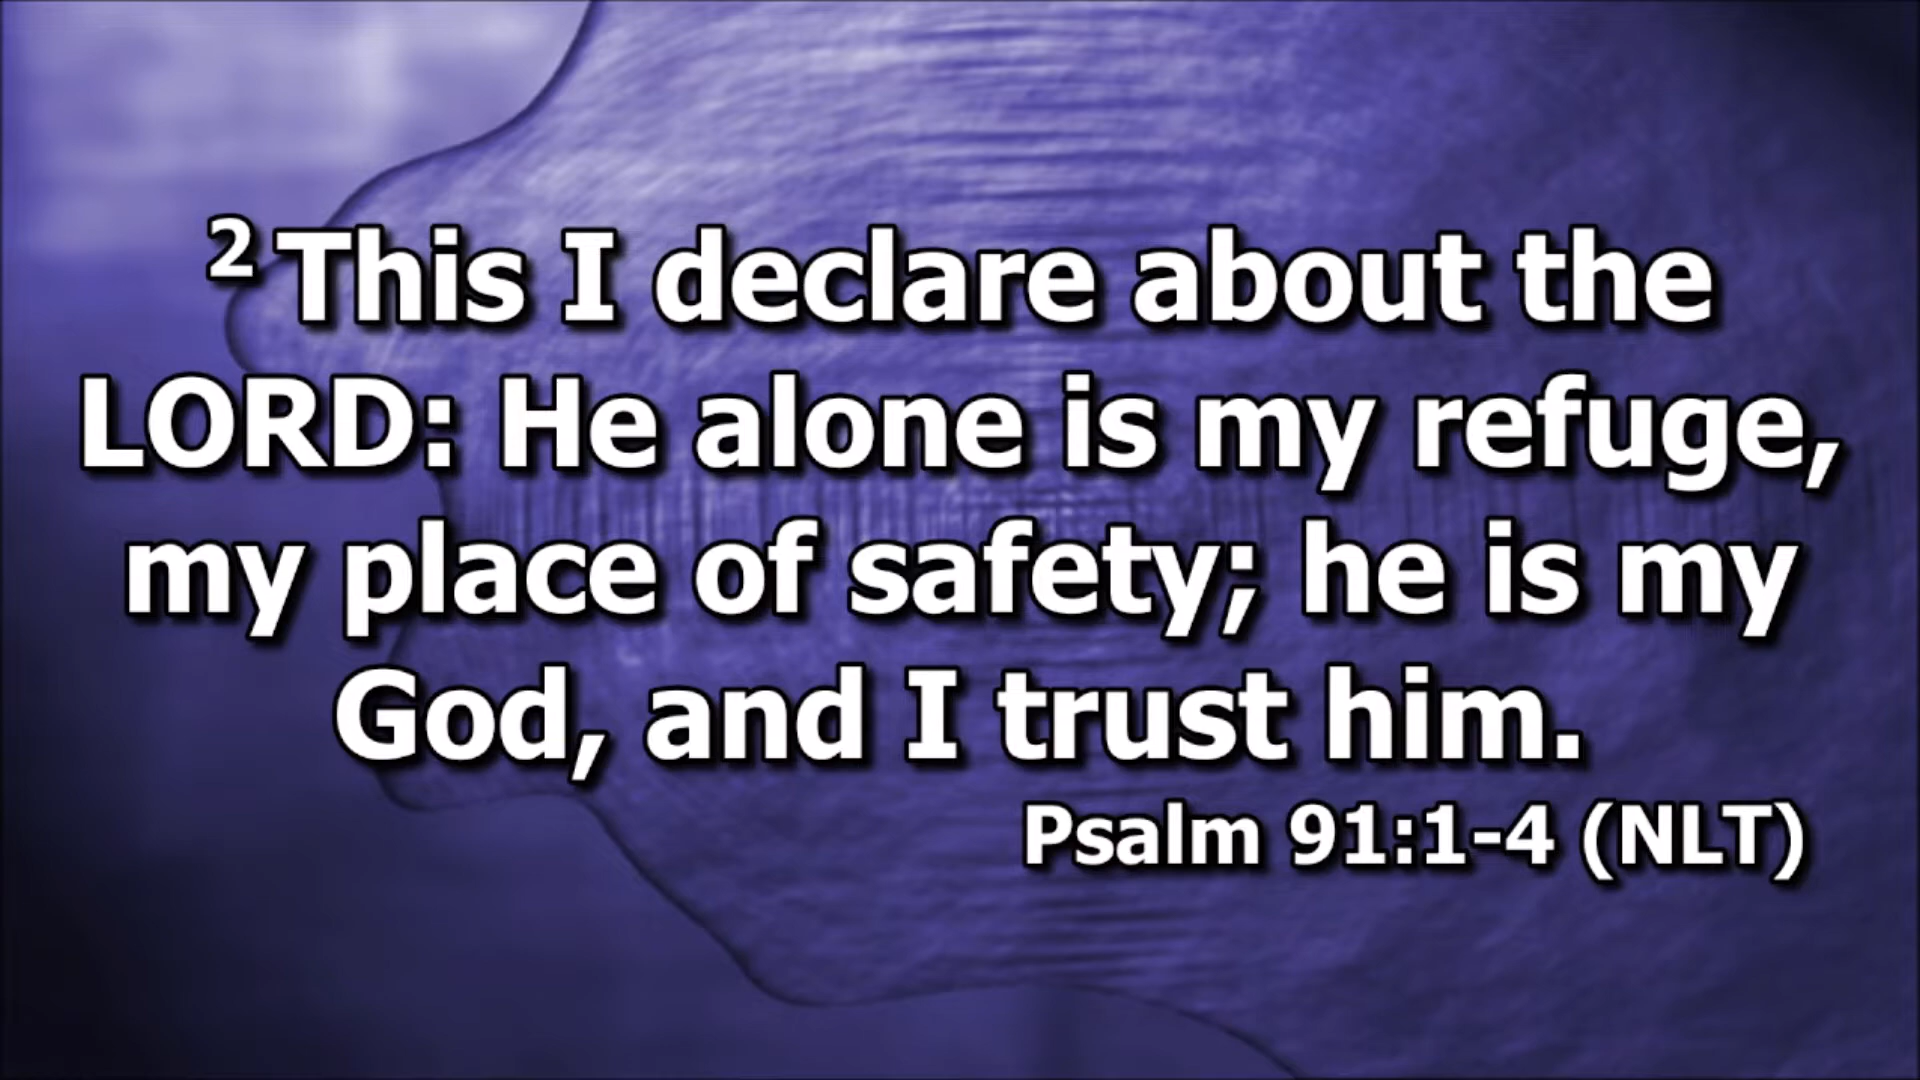 2 This I declare about the
LORD: He alone is my refuge,
my place of safety; he is my
God, and I trust him.
Psalm 91:1-4 (NLT)